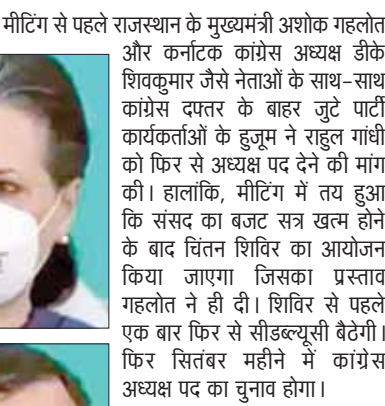 मीटिंग से पहले राजस्थान के मुख्यमंत्री अशोक गहलोत
और कर्नाटक कांग्रेस अध्यक्ष डीके
शिवकुमार जैसे नेताओं के साथ-साथ
कांग्रेस दफ्तर के बाहर जुटे पार्टी
कार्यकर्ताओं के हुजूम ने राहुल गांधी
को फिर से अध्यक्ष पद देने की मांग
की। हालांकि, मीटिंग में तय हुआ
कि संसद का बजट सत्र खत्म होने
के बाद चिंतन शिविर का आयोजन
किया जाएगा जिसका प्रस्ताव
गहलोत ने ही दी। शिविर से पहले
एक बार फिर से सीडब्ल्यूसी बैठेगी।
फिर सितंबर महीने में कांग्रेस
अध्यक्ष पद का चुनाव होगा।